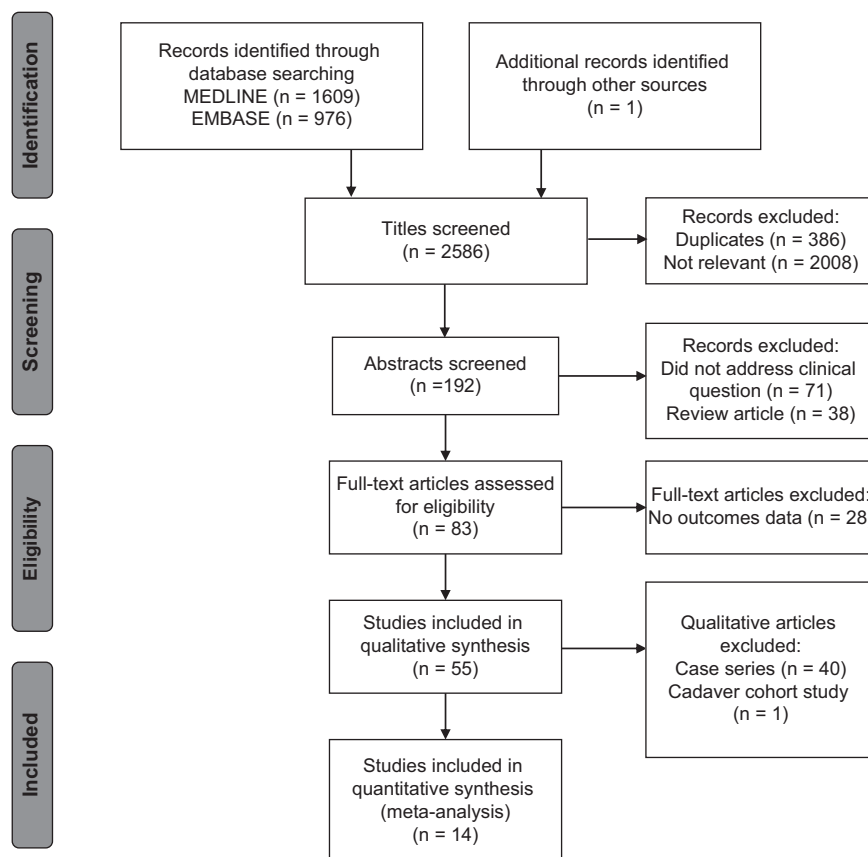 Identification
Records identified through
database searching
MEDLINE (n = 1609)
EMBASE (n = 976)
Additional records identified
through other sources
(n = 1)
Screening
Titles screened
(n = 2586)
Records excluded:
Duplicates (n = 386)
Not relevant (n = 2008)
Abstracts screened
(n =192)
Records excluded:
Did not address clinical
question (n = 71)
Review article (n = 38)
Eligibility
Full-text articles assessed
for eligibility
(n = 83)
Full-text articles excluded:
No outcomes data (n = 28
Studies included in
qualitative synthesis
(n = 55)
Qualitative articles
excluded:
Case series (n = 40)
Cadaver cohort study
(n = 1)
Included
Studies included in
quantitative synthesis
(meta-analysis)
(n = 14)